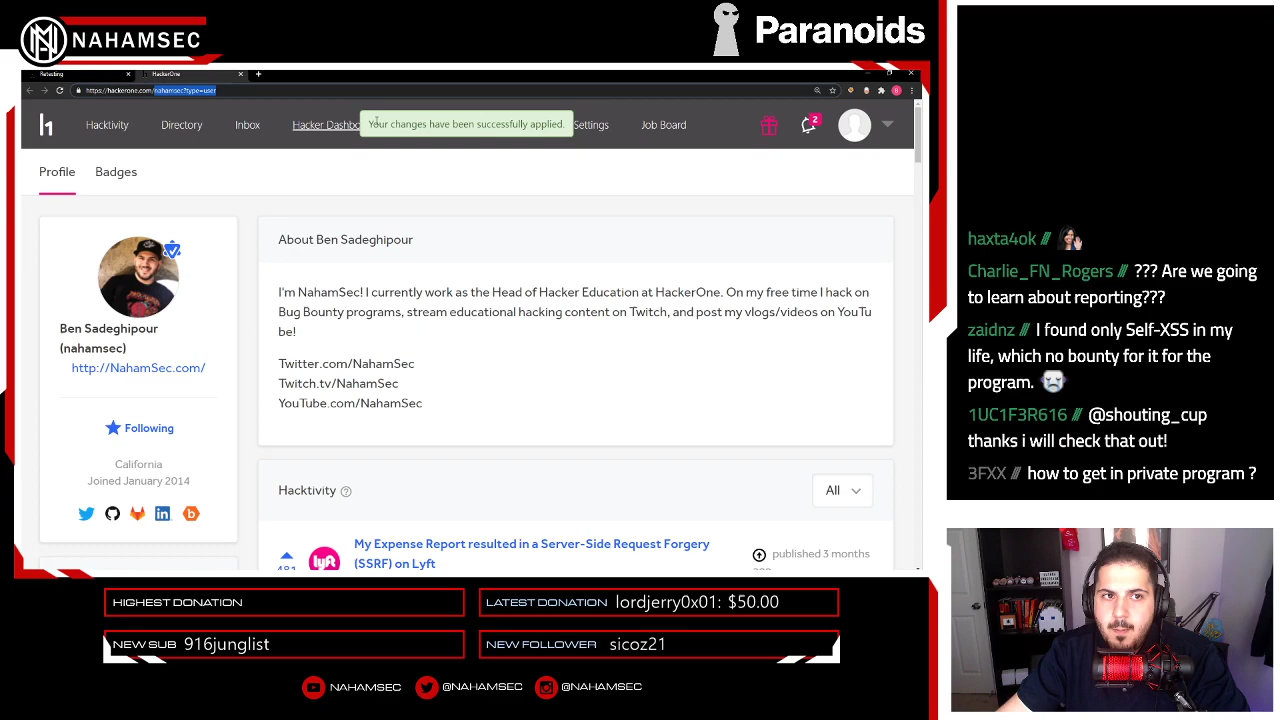 NAHAMSEC
Paranoids
Retesting
HackerOne
https://hackerone.com/nahamsec?type=user
Hacktivity
Directory
Inbox
Hacker Dashbo
Your changes have been successfully applied.
Settings
Job Board
2
Profile
Badges
Ben Sadeghipour
(nahamsec)
http://NahamSec.com/
Following
California
Joined January 2014
About Ben Sadeghipour
I'm NahamSec! I currently work as the Head of Hacker Education at HackerOne. On my free time I hack on
Bug Bounty programs, stream educational hacking content on Twitch, and post my vlogs/videos on YouTu
be!
Twitter.com/NahamSec
Twitch.tv/NahamSec
YouTube.com/NahamSec
Hacktivity
All
481
lyft
My Expense Report resulted in a Server-Side Request Forgery
(SSRF) on Lyft
published 3 months
haxta4ok //
Charlie_FN_Rogers // ??? Are we going
to learn about reporting???
zaidnz // I found only Self-XSS in my
life, which no bounty for it for the
program.
1UC1F3R616 // @shouting_cup
thanks i will check that out!
3FXX // how to get in private program ?
HIGHEST DONATION
LATEST DONATION lordjerry0x01: $50.00
NEW SUB 916junglist
NEW FOLLOWER sicoz21
NAHAMSEC
@NAHAMSEC
@NAHAMSEC